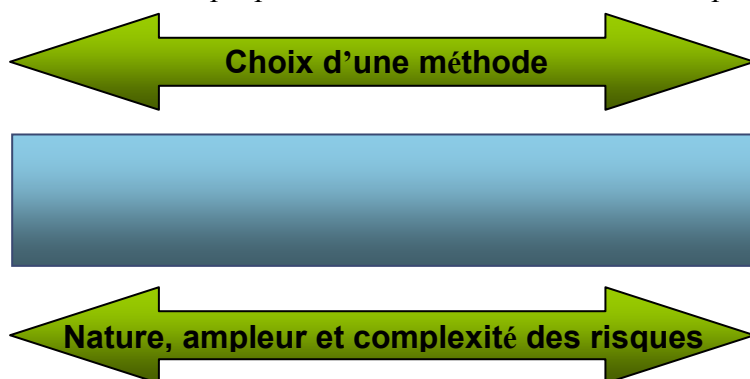 Choix d’une méthode
Nature, ampleur et complexité des risques